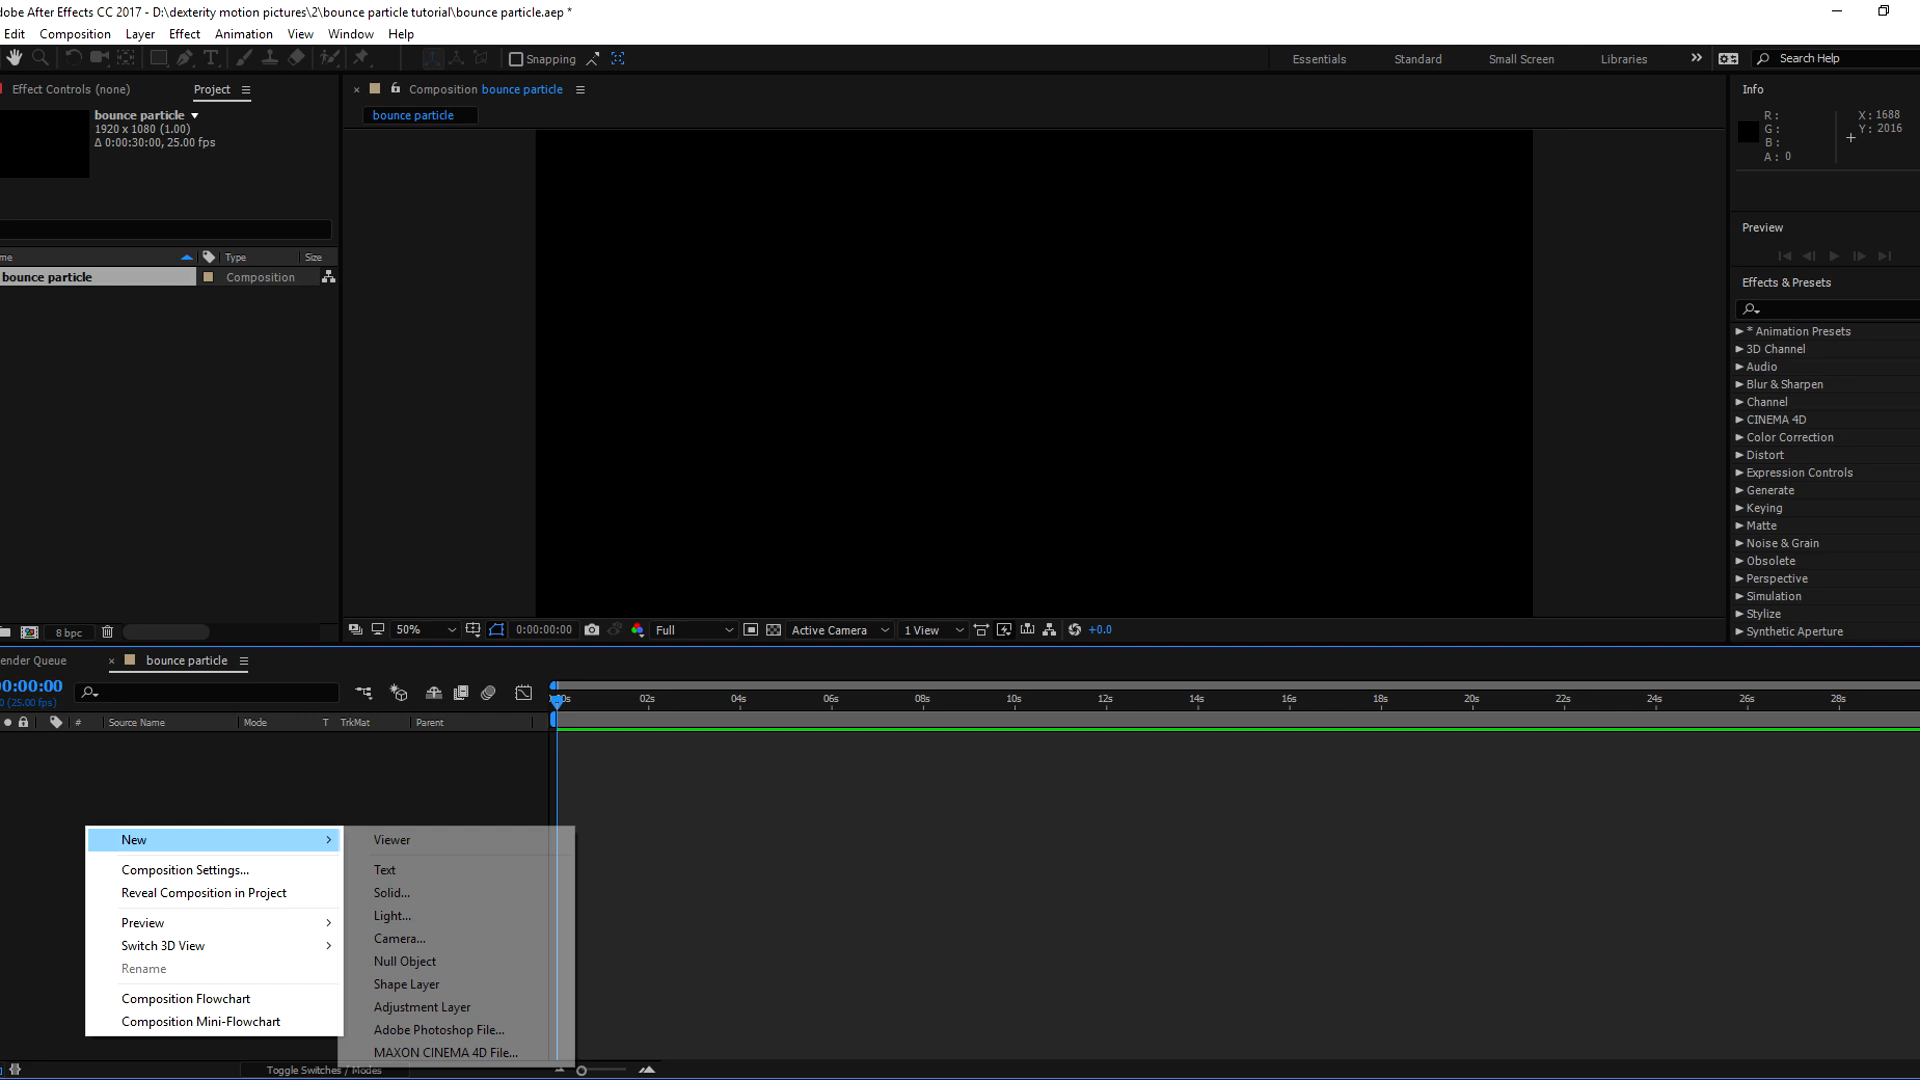 dobe After Effects CC 2017 - D:\dexterity motion pictures\2\bounce particle tutorial\bounce particle.aep *
Edit Composition Layer Effect Animation View Window Help
Snapping
Essentials Standard Small Screen Libraries Search Help
Effect Controls (none) Project
Composition bounce particle
Info
bounce particle
1920 x 1080 (1.00)
Δ 0:00:30:00, 25.00 fps
bounce particle
R :
G :
B :
A : 0
X : 1688
Y : 2016
Preview
me Type Size
bounce particle Composition
Effects & Presets
* Animation Presets
3D Channel
Audio
Blur & Sharpen
Channel
CINEMA 4D
Color Correction
Distort
Expression Controls
Generate
Keying
Matte
Noise & Grain
Obsolete
Perspective
Simulation
Stylize
Synthetic Aperture
8 bpc
50% 0:00:00:00 Full Active Camera 1 View +0.0
ender Queue bounce particle
00:00:00
0 (25.00 fps)
00s 02s 04s 06s 08s 10s 12s 14s 16s 18s 20s 22s 24s 26s 28s
# Source Name Mode T TrkMat Parent
New
Composition Settings...
Reveal Composition in Project
Preview
Switch 3D View
Rename
Composition Flowchart
Composition Mini-Flowchart
Viewer
Text
Solid...
Light...
Camera...
Null Object
Shape Layer
Adjustment Layer
Adobe Photoshop File...
MAXON CINEMA 4D File...
Toggle Switches / Modes